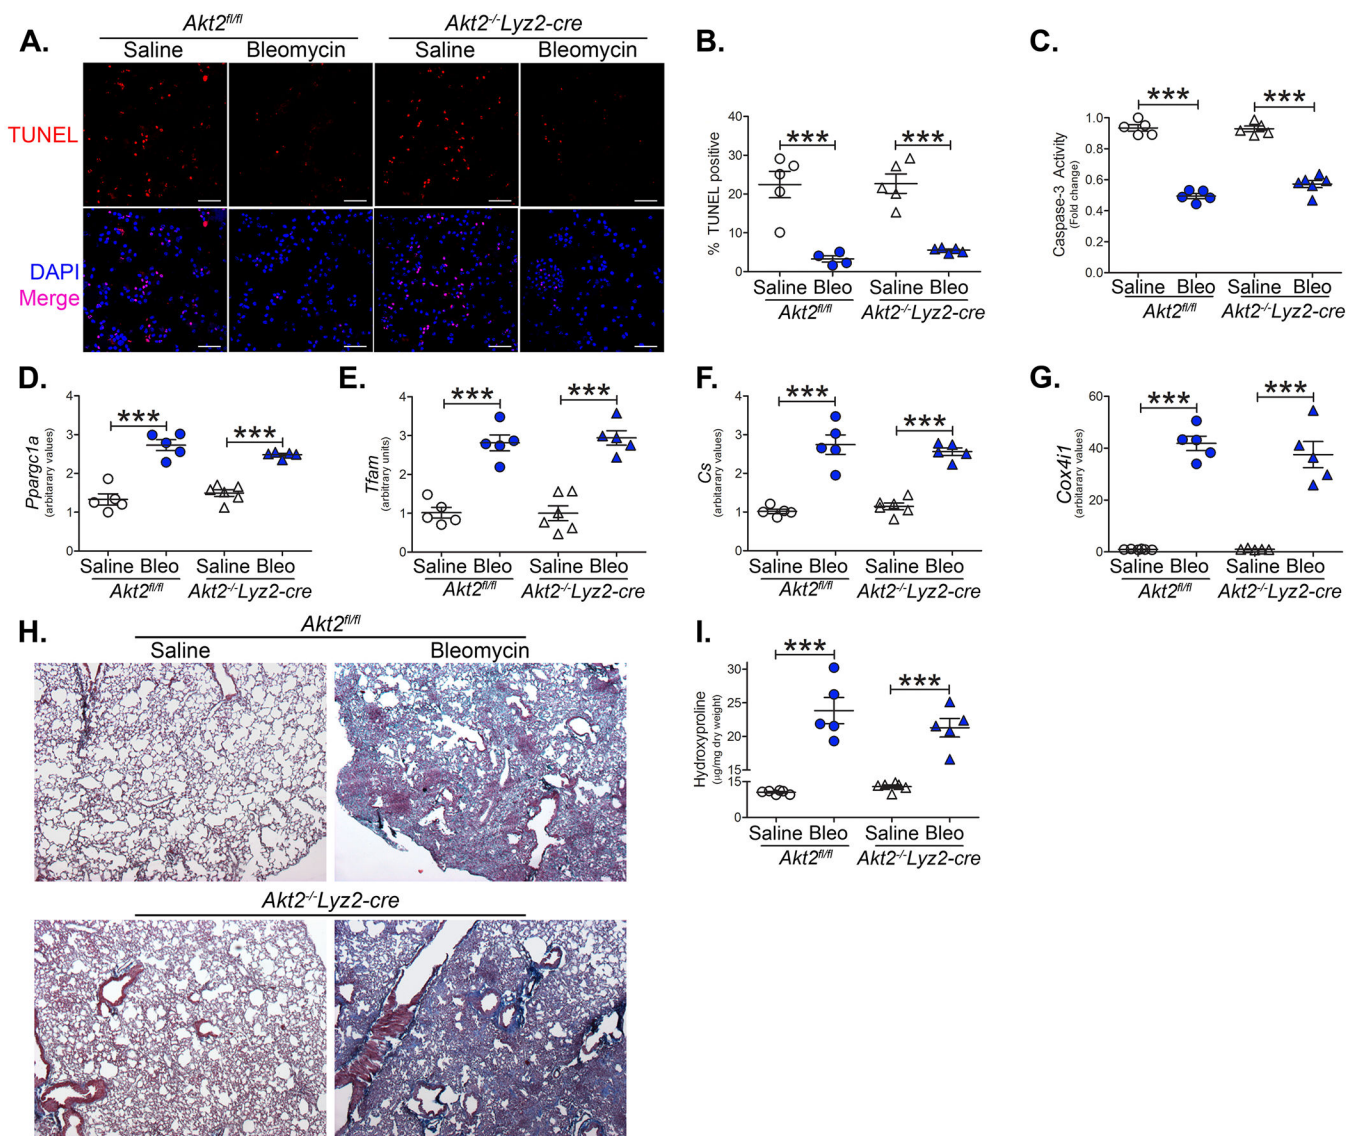 A.
Akt2fl/fl
Akt2-/-Lyz2-cre
Saline Bleomycin Saline Bleomycin
TUNEL
DAPI
Merge
B.
% TUNEL positive
40
30
20
10
0
*** ***
Saline Bleo Saline Bleo
Akt2fl/fl Akt2-/-Lyz2-cre
C.
Caspase-3 Activity
(Fold change)
1.0
0.8
0.6
0.4
0.2
0.0
*** ***
Saline Bleo Saline Bleo
Akt2fl/fl Akt2-/-Lyz2-cre
D.
Ppargc1a
(arbitary values)
4
3
2
1
0
*** ***
Saline Bleo Saline Bleo
Akt2fl/fl Akt2-/-Lyz2-cre
E.
Tfam
(arbitrary units)
4
3
2
1
0
*** ***
Saline Bleo Saline Bleo
Akt2fl/fl Akt2-/-Lyz2-cre
F.
Cs
(arbitary values)
4
3
2
1
0
*** ***
Saline Bleo Saline Bleo
Akt2fl/fl Akt2-/-Lyz2-cre
G.
Cox4i1
(arbitarary values)
60
40
20
0
*** ***
Saline Bleo Saline Bleo
Akt2fl/fl Akt2-/-Lyz2-cre
H.
Akt2fl/fl
Saline Bleomycin
Akt2-/-Lyz2-cre
I.
Hydroxyproline
(ug/mg dry weight)
30
25
20
15
15
0
*** ***
Saline Bleo Saline Bleo
Akt2fl/fl Akt2-/-Lyz2-cre